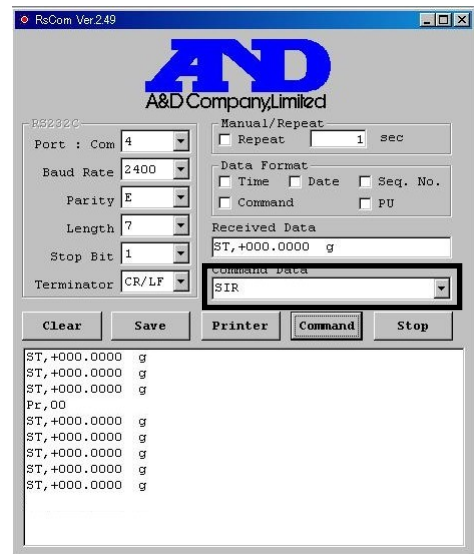 RsCom Ver.2.49
AND
A&D Company,Limited
RS232C
Port : Com 4
Baud Rate 2400
Parity E
Length 7
Stop Bit 1
Terminator CR/LF
Manual/Repeat
Repeat 1 sec
Data Format
Time Date Seq. No.
Command PU
Received Data
ST,+000.0000 g
Command Data
SIR
Clear Save Printer Command Stop
ST,+000.0000 g
ST,+000.0000 g
ST,+000.0000 g
Pr,00
ST,+000.0000 g
ST,+000.0000 g
ST,+000.0000 g
ST,+000.0000 g
ST,+000.0000 g